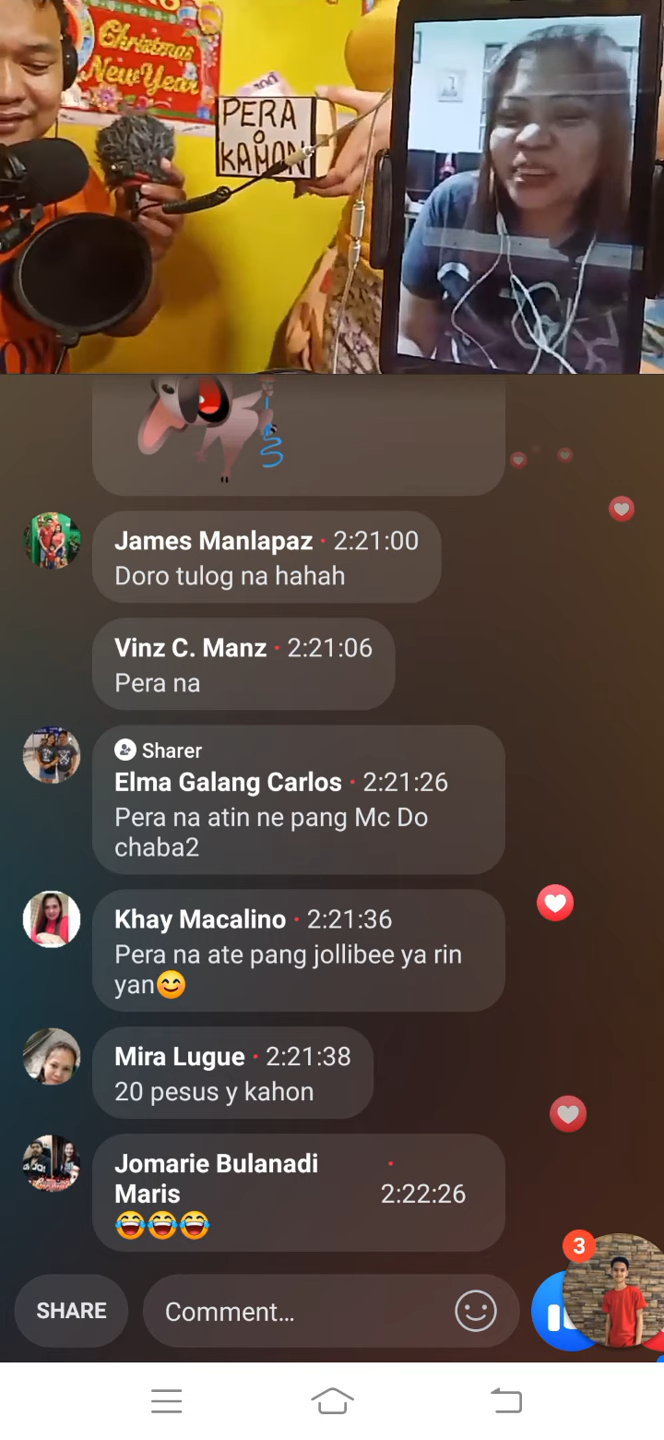 Christmas
New Year
PERA
O
KAHON
James Manlapaz · 2:21:00
Doro tulog na hahah
Vinz C. Manz · 2:21:06
Pera na
Sharer
Elma Galang Carlos · 2:21:26
Pera na atin ne pang Mc Do
chaba2
Khay Macalino · 2:21:36
Pera na ate pang jollibee ya rin
yan😊
Mira Lugue · 2:21:38
20 pesus y kahon
Jomarie Bulanadi ·
Maris 2:22:26
😂😂😂
3
SHARE
Comment...